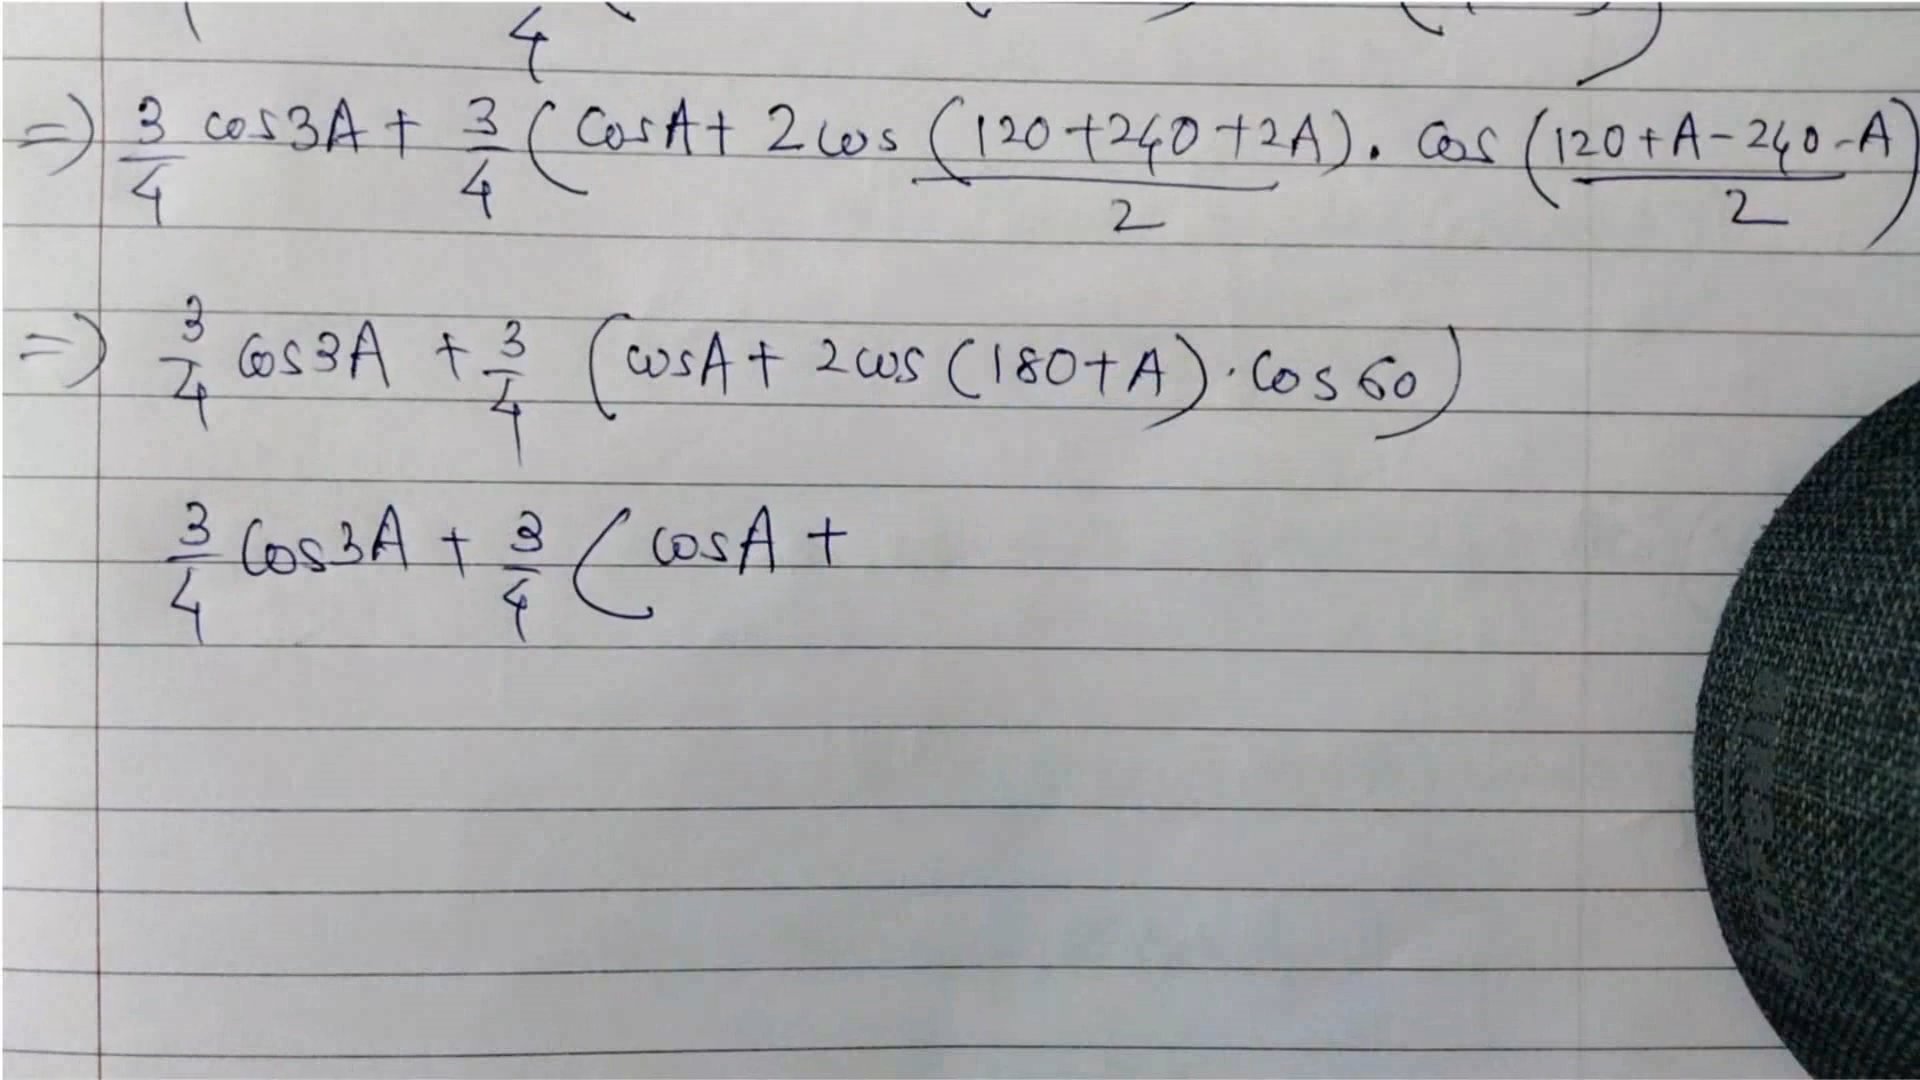 4
=) 3/4 cos3A + 3/4 (cosA + 2cos (120+240+2A)/2 . cos (120+A-240-A)/2)
=) 3/4 cos3A + 3/4 (cosA + 2cos (180+A) . cos 60)
3/4 cos3A + 3/4 ( cosA +